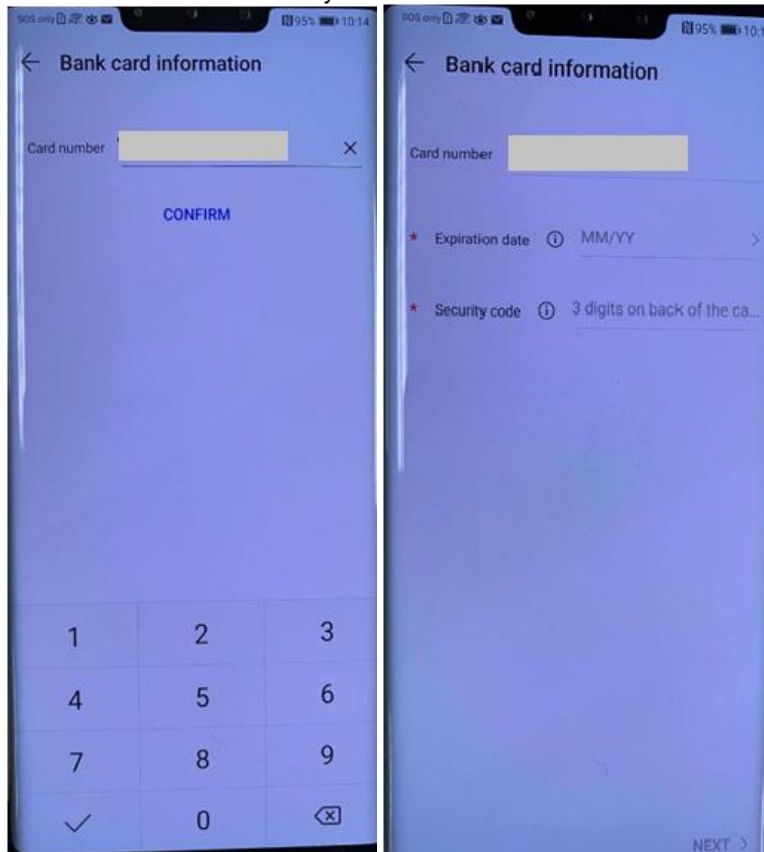 SOS only 95% 10:14
← Bank card information
Card number ×
CONFIRM
1 2 3
4 5 6
7 8 9
0
SOS only 95% 10:1
← Bank card information
Card number
* Expiration date MM/YY >
* Security code 3 digits on back of the ca...
NEXT >